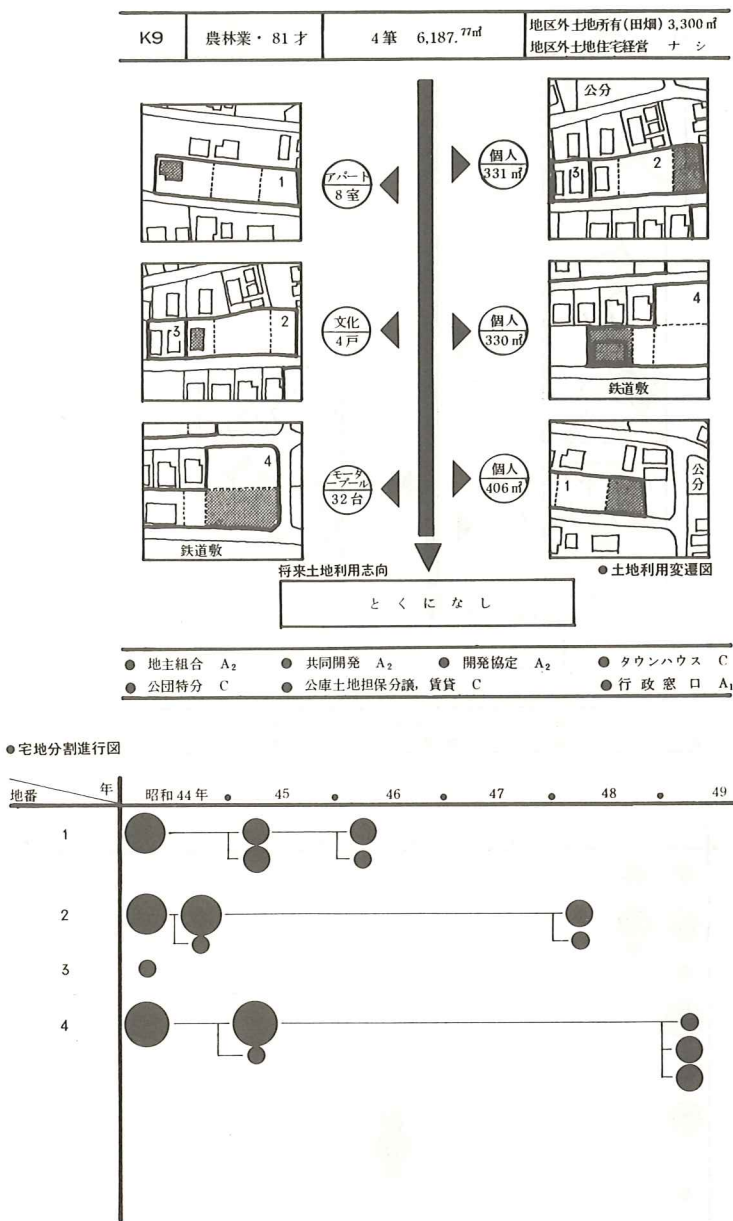 K9 農林業・81才 4筆 6,187.77㎡ 地区外土地所有(田畑) 3,300㎡
地区外土地住宅経営 ナシ
1
アパート
8室
個人
331㎡
公分
3 2
3 2
文化
4戸
個人
330㎡
4
鉄道敷
4
鉄道敷
モータープール
32台
個人
406㎡
1
公分
将来土地利用志向
●土地利用変遷図
とくになし
● 地主組合 A₂ ● 共同開発 A₂ ● 開発協定 A₂ ● タウンハウス C
● 公団特分 C ● 公庫土地担保分譲,賃貸 C ● 行政窓口 A₁
●宅地分割進行図
地番 年 昭和44年 45 46 47 48 49
1
2
3
4